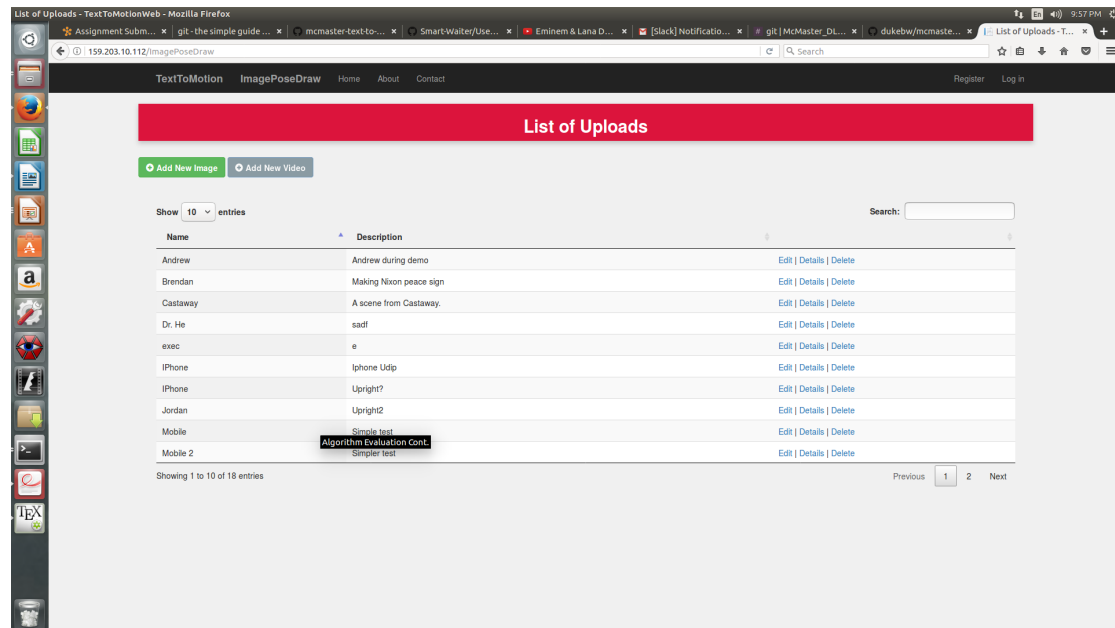 List of Uploads - TextToMotionWeb - Mozilla Firefox En 9:57 PM
Assignment Subm... × git - the simple guide ... × mcmaster-text-to-... × Smart-Waiter/Use... × Eminem & Lana D... × [Slack] Notificatio... × git | McMaster_DL... × dukebw/mcmaste... × List of Uploads - T... ×
159.203.10.112/ImagePoseDraw Search
TextToMotion ImagePoseDraw Home About Contact Register Log in
List of Uploads
Add New Image Add New Video
Show 10 entries Search:
Name Description
Andrew Andrew during demo Edit | Details | Delete
Brendan Making Nixon peace sign Edit | Details | Delete
Castaway A scene from Castaway. Edit | Details | Delete
Dr. He sadf Edit | Details | Delete
exec e Edit | Details | Delete
IPhone Iphone Udip Edit | Details | Delete
IPhone Upright? Edit | Details | Delete
Jordan Upright2 Edit | Details | Delete
Mobile Simple test Edit | Details | Delete
Algorithm Evaluation Cont.
Mobile 2 Simpler test Edit | Details | Delete
Showing 1 to 10 of 18 entries Previous 1 2 Next
a
TEX